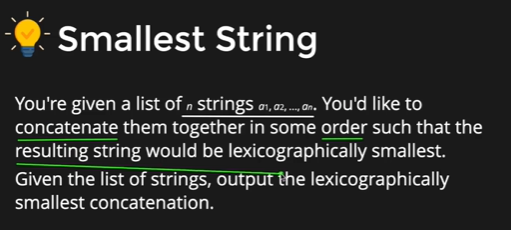 Smallest String
You're given a list of n strings a1, a2, ..., an. You'd like to
concatenate them together in some order such that the
resulting string would be lexicographically smallest.
Given the list of strings, output the lexicographically
smallest concatenation.